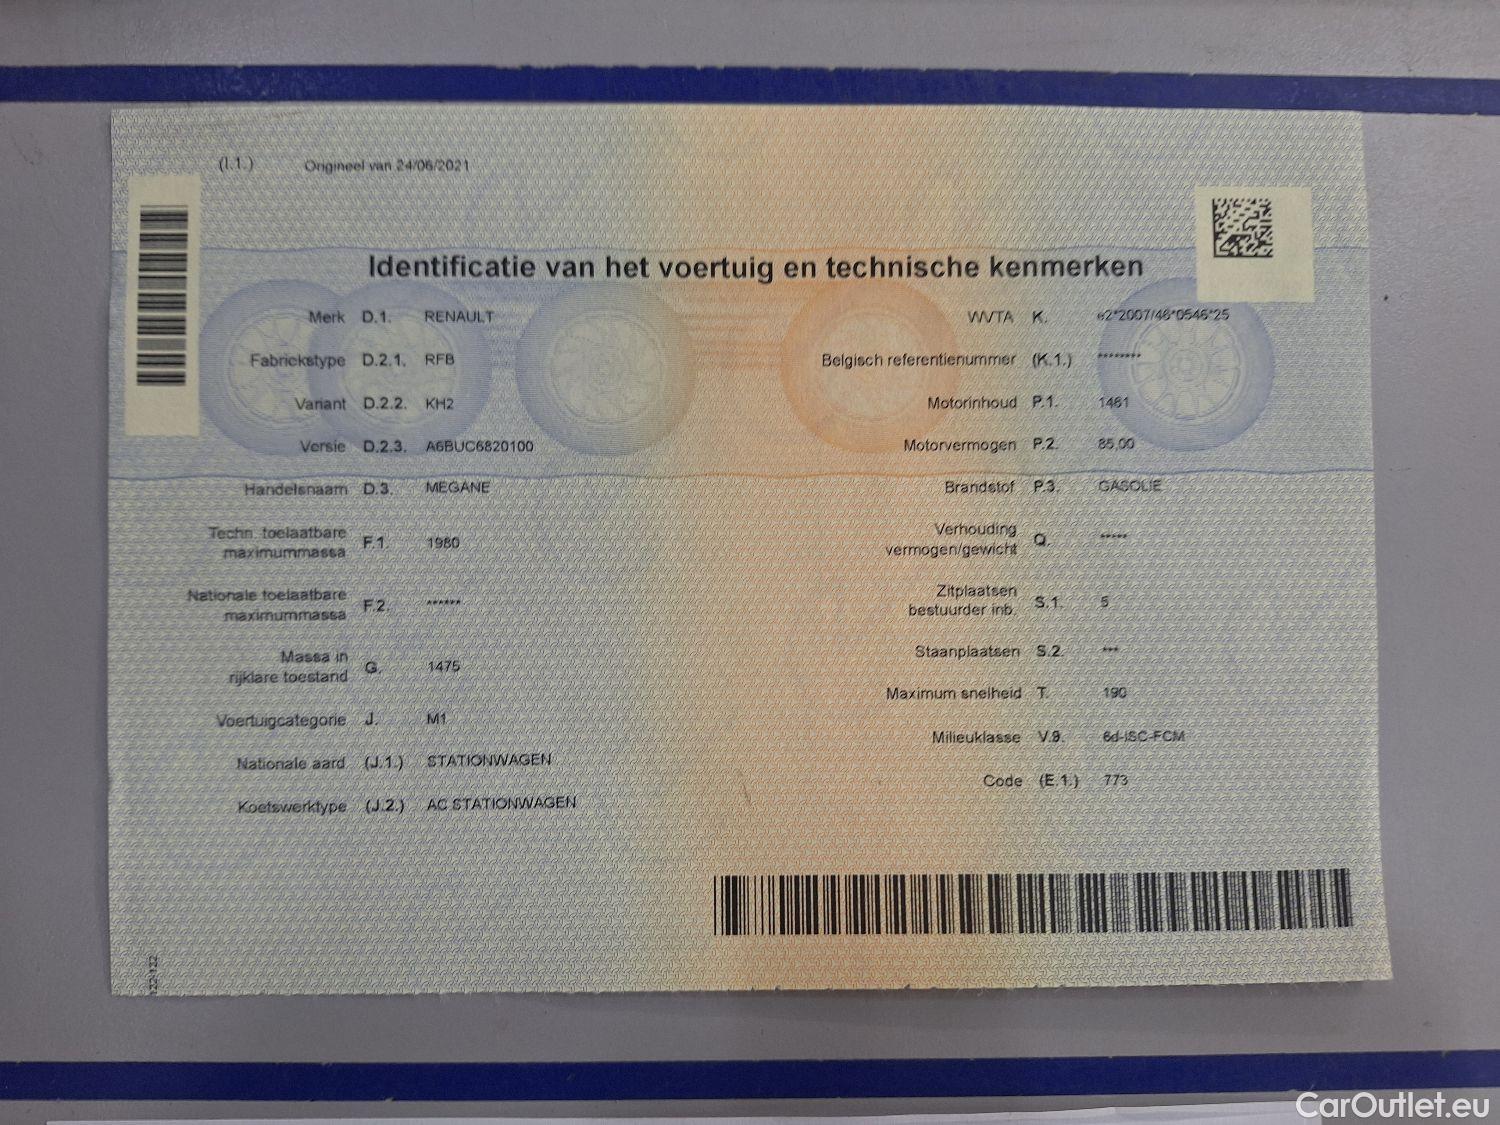 (I.1.) Origineel van 24/06/2021
Identificatie van het voertuig en technische kenmerken
Merk D.1. RENAULT
Fabrickstype D.2.1. RFB
Variant D.2.2. KH2
Versie D.2.3. A6BUC6820100
Handelsnaam D.3. MEGANE
Techn. toelaatbare
maximummassa F.1. 1980
Nationale toelaatbare
maximummassa F.2. ******
Massa in
rijklare toestand G. 1475
Voertuigcategorie J. M1
Nationale aard (J.1.) STATIONWAGEN
Koetswerktype (J.2.) AC STATIONWAGEN
WVTA K. e2*2007/46*0546*25
Belgisch referentienummer (K.1.) ********
Motorinhoud P.1. 1461
Motorvermogen P.2. 85.00
Brandstof P.3. GASOLIE
Verhouding
vermogen/gewicht Q. *****
Zitplaatsen
bestuurder inb. S.1. 5
Staanplaatsen S.2. ***
Maximum snelheid T. 190
Milieuklasse V.9. 6d-ISC-FCM
Code (E.1.) 773
122-122
CarOutlet.eu